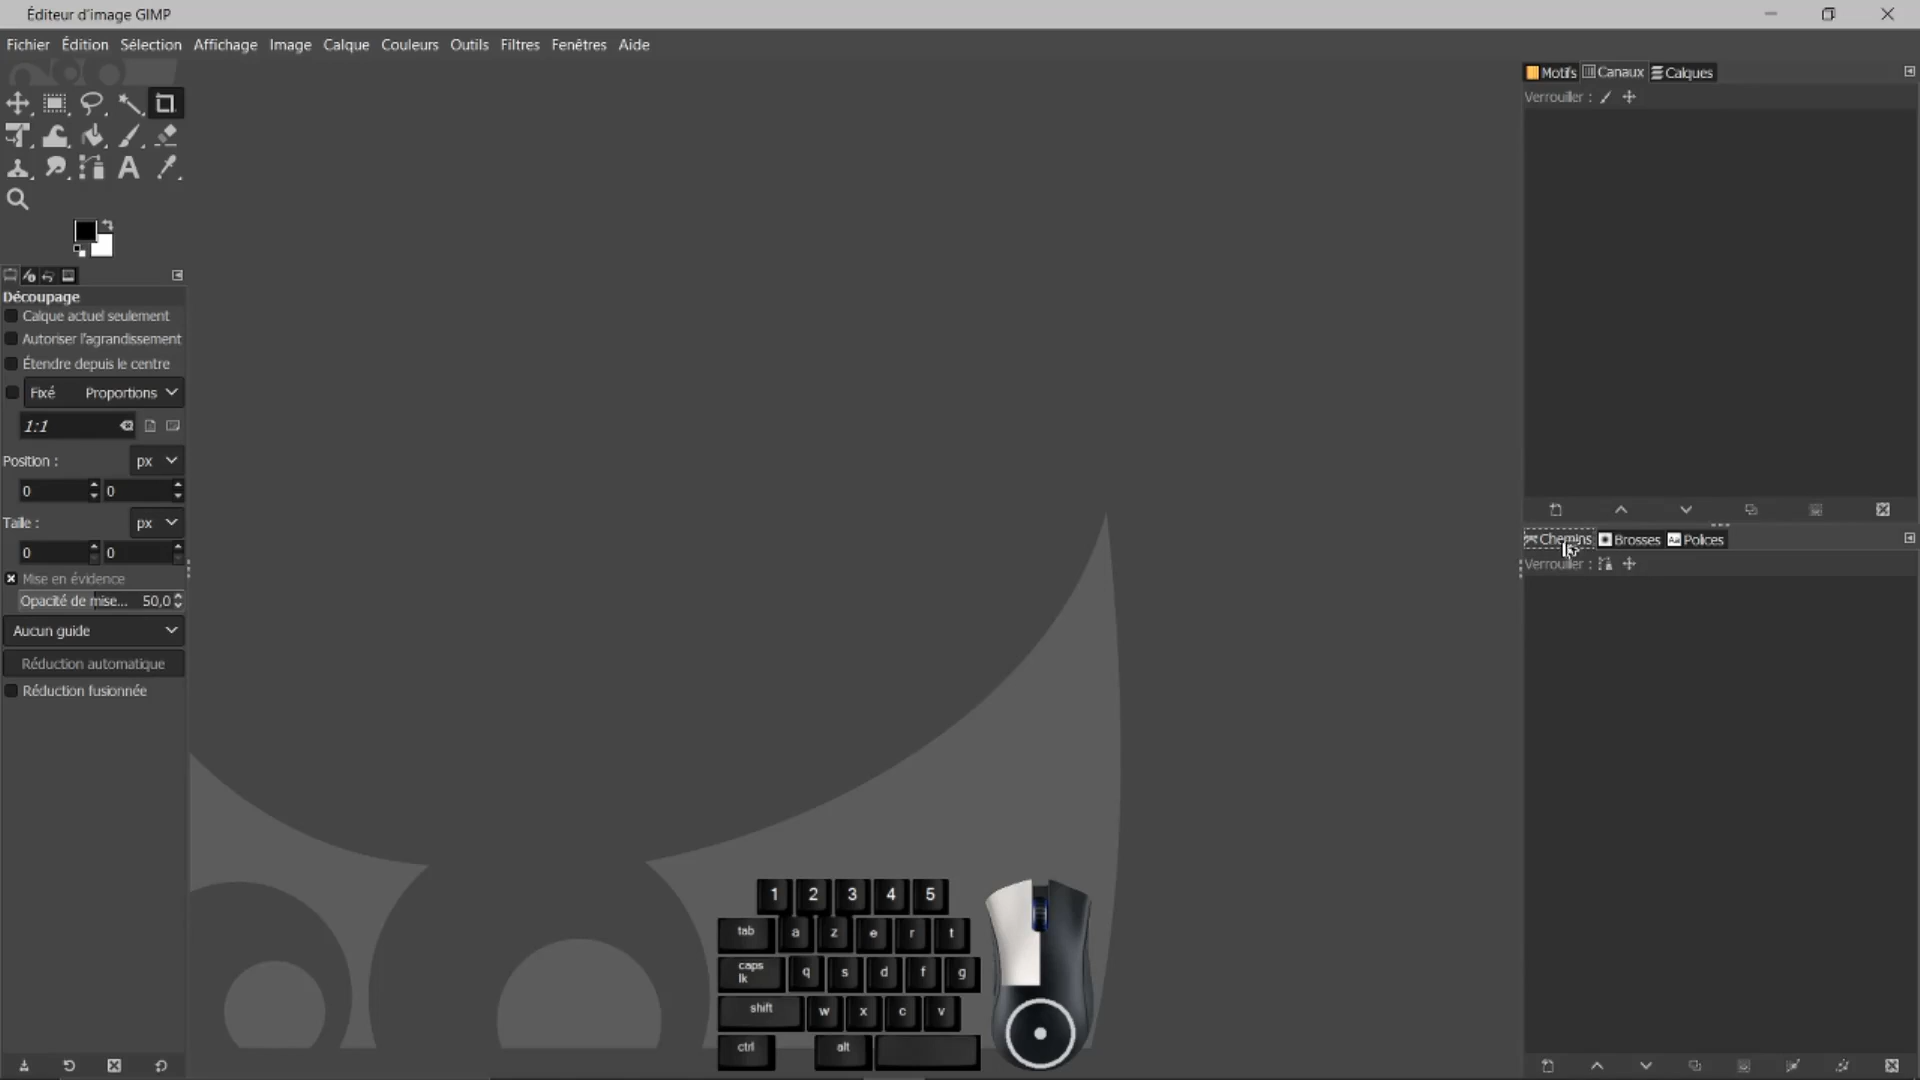 Éditeur d'image GIMP
Fichier Édition Sélection Affichage Image Calque Couleurs Outils Filtres Fenêtres Aide
Motifs Canaux Calques
Verrouiller :
Découpage
Calque actuel seulement
Autoriser l'agrandissement
Étendre depuis le centre
Fixé Proportions
1:1
Position : px
0 0
Taille : px
0 0
Mise en évidence
Opacité de mise... 50,0
Aucun guide
Réduction automatique
Réduction fusionnée
Chemins Brosses Aa Polices
Verrouiller :
1 2 3 4 5
tab a z e r t
caps lk q s d f g
shift w x c v
ctrl alt